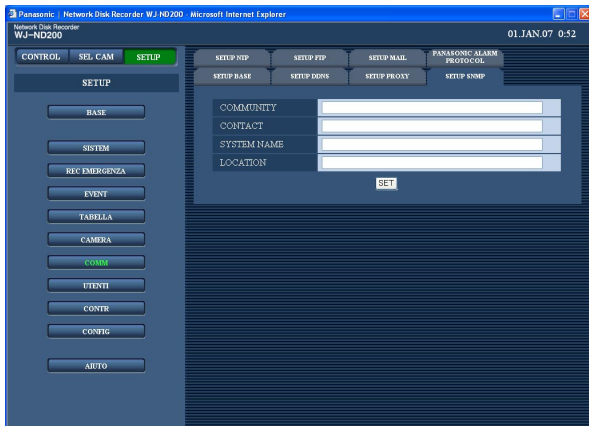 Panasonic | Network Disk Recorder WJ-ND200 - Microsoft Internet Explorer
Network Disk Recorder
WJ-ND200
01.JAN.07 0:52
CONTROL SEL CAM SETUP
SETUP
BASE
SISTEM
REC EMERGENZA
EVENT
TABELLA
CAMERA
COMM
UTENTI
CONTR
CONFIG
AIUTO
SETUP NTP SETUP FTP SETUP MAIL PANASONIC ALARM PROTOCOL
SETUP BASE SETUP DDNS SETUP PROXY SETUP SNMP
COMMUNITY
CONTACT
SYSTEM NAME
LOCATION
SET